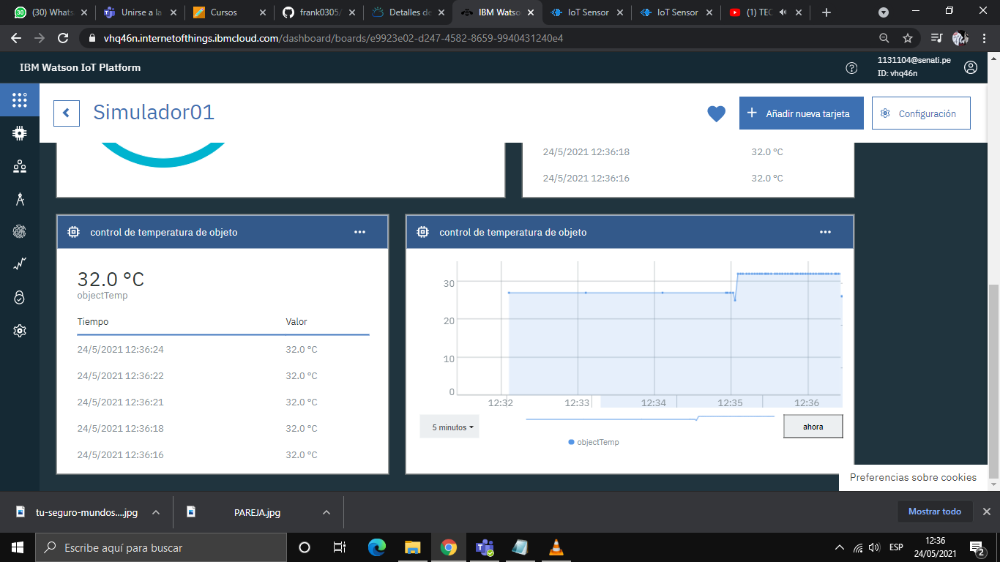 30
(30) Whats
Unirse a la
Cursos
frank0305/
Detalles de
IBM Watso
IoT Sensor
IoT Sensor
(1) TEC
vhq46n.internetofthings.ibmcloud.com/dashboard/boards/e9923e02-d247-4582-8659-9940431240e4
IBM Watson IoT Platform
1131104@senati.pe
ID: vhq46n
Simulador01
Añadir nueva tarjeta
Configuración
24/5/2021 12:36:18 32.0 °C
24/5/2021 12:36:16 32.0 °C
control de temperatura de objeto
32.0 °C
objectTemp
Tiempo Valor
24/5/2021 12:36:24 32.0 °C
24/5/2021 12:36:22 32.0 °C
24/5/2021 12:36:21 32.0 °C
24/5/2021 12:36:18 32.0 °C
24/5/2021 12:36:16 32.0 °C
control de temperatura de objeto
30
20
10
0
12:32 12:33 12:34 12:35 12:36
5 minutos
ahora
objectTemp
Preferencias sobre cookies
tu-seguro-mundos....jpg
PAREJA.jpg
Mostrar todo
Escribe aquí para buscar
ESP
12:36
24/05/2021
2